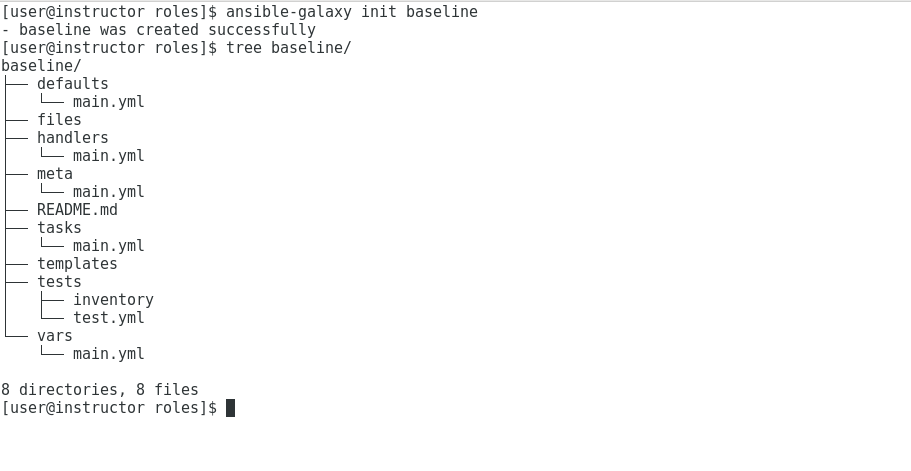 [user@instructor roles]$ ansible-galaxy init baseline
- baseline was created successfully
[user@instructor roles]$ tree baseline/
baseline/
├── defaults
│   └── main.yml
├── files
├── handlers
│   └── main.yml
├── meta
│   └── main.yml
├── README.md
├── tasks
│   └── main.yml
├── templates
├── tests
│   ├── inventory
│   └── test.yml
└── vars
    └── main.yml

8 directories, 8 files
[user@instructor roles]$